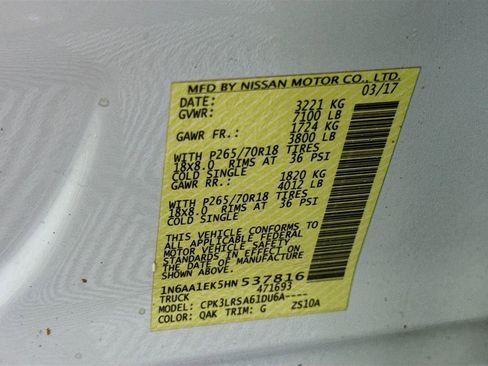 MFD BY NISSAN MOTOR CO., LTD.
DATE: 03/17
GVWR: 3221 KG
7100 LB
GAWR FR.: 1724 KG
3800 LB
WITH P265/70R18 TIRES
18x8.0 RIMS AT 36 PSI
COLD SINGLE
GAWR RR.: 1820 KG
4012 LB
WITH P265/70R18 TIRES
18x8.0 RIMS AT 36 PSI
COLD SINGLE
THIS VEHICLE CONFORMS TO
ALL APPLICABLE FEDERAL
MOTOR VEHICLE SAFETY
STANDARDS IN EFFECT ON
THE DATE OF MANUFACTURE
SHOWN ABOVE.
1N6AA1EK5HN 537816
TRUCK 471693
MODEL: CPK3LRSA61DU6A----
COLOR: QAK TRIM: G ZS10A